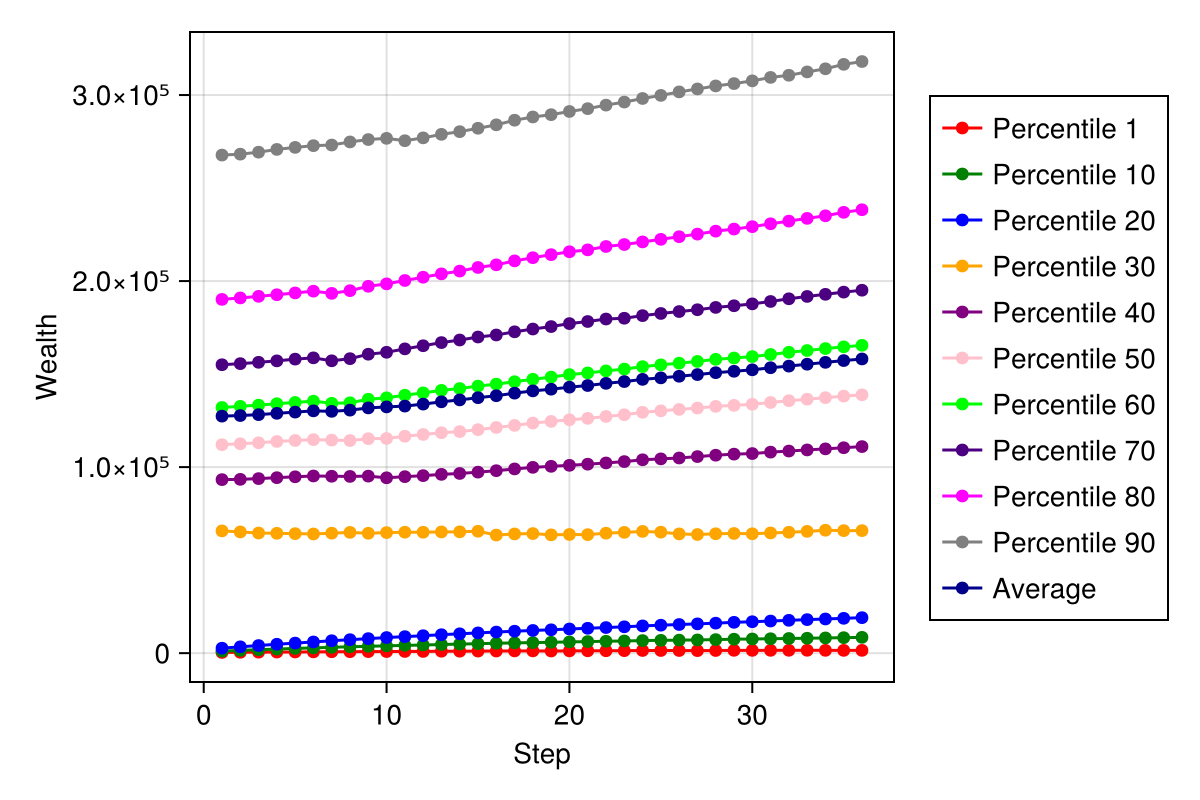 3.0×10⁵
2.0×10⁵
1.0×10⁵
0
Wealth
0 10 20 30
Step
Percentile 1
Percentile 10
Percentile 20
Percentile 30
Percentile 40
Percentile 50
Percentile 60
Percentile 70
Percentile 80
Percentile 90
Average